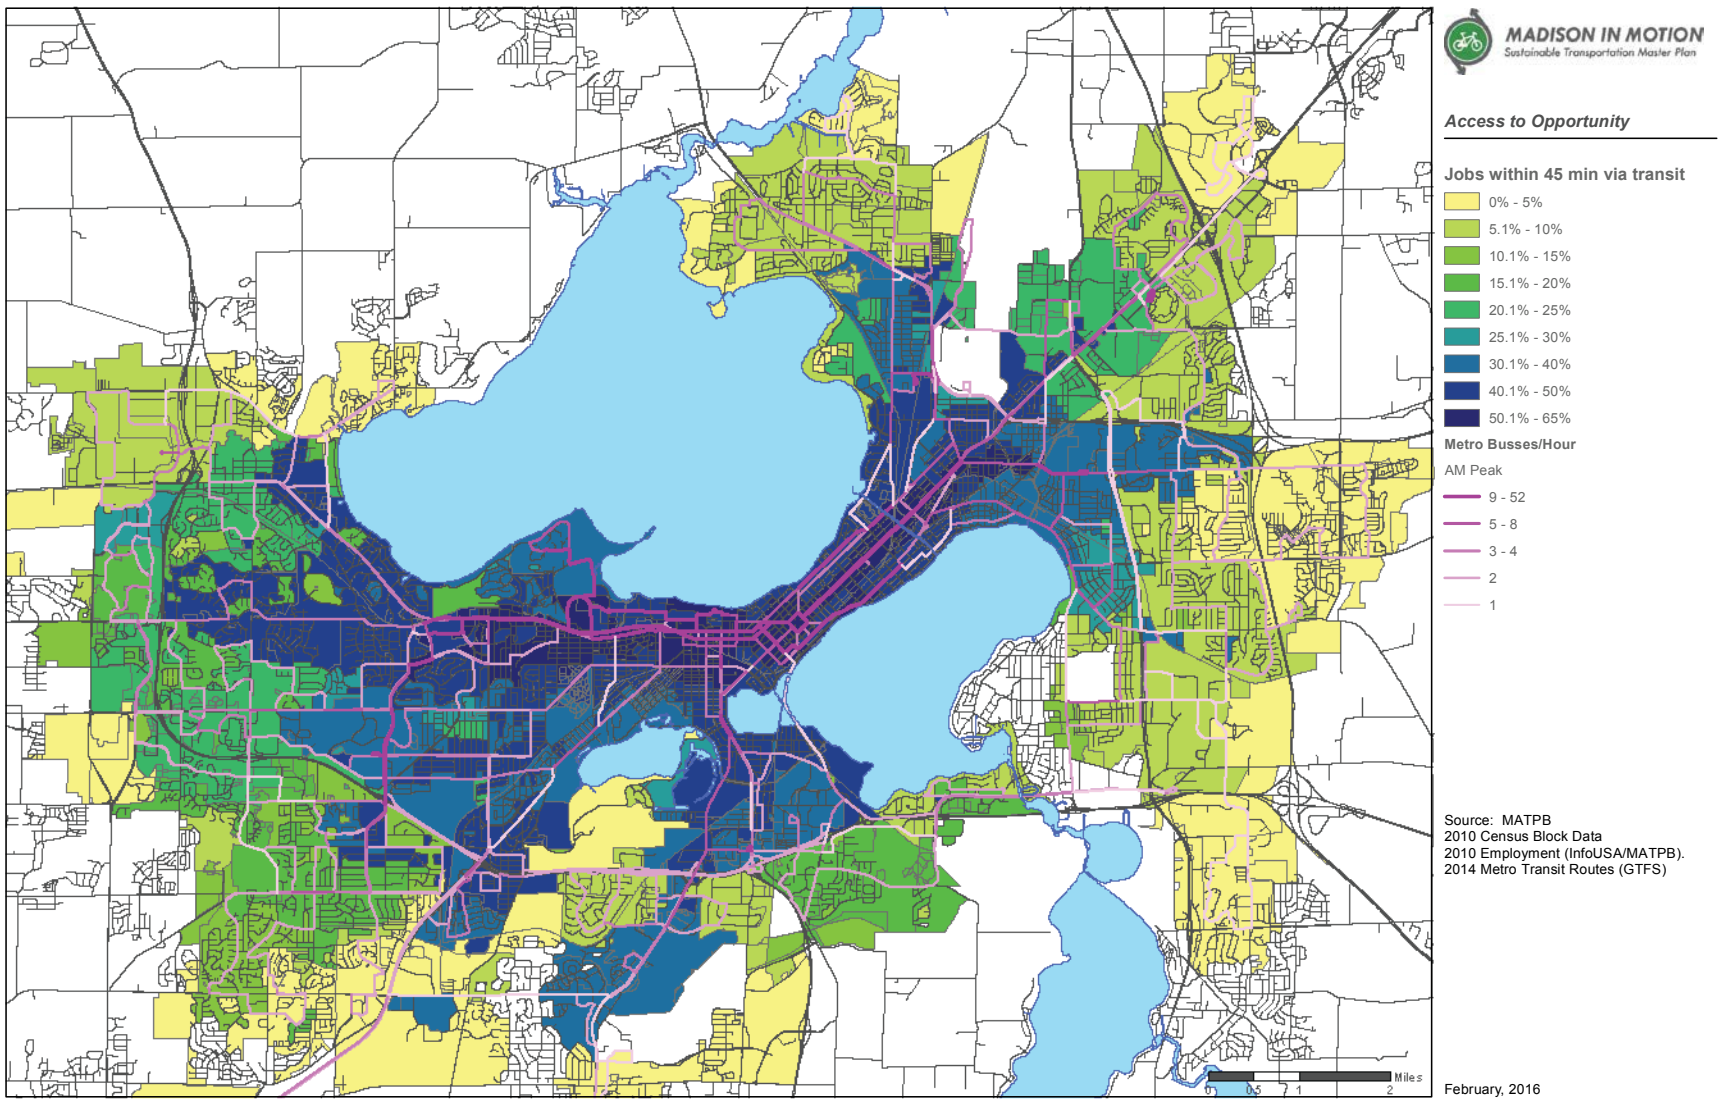 MADISON IN MOTION
Sustainable Transportation Master Plan
Access to Opportunity
Jobs within 45 min via transit
0% - 5%
5.1% - 10%
10.1% - 15%
15.1% - 20%
20.1% - 25%
25.1% - 30%
30.1% - 40%
40.1% - 50%
50.1% - 65%
Metro Busses/Hour
AM Peak
9 - 52
5 - 8
3 - 4
2
1
Source: MATPB
2010 Census Block Data
2010 Employment (InfoUSA/MATPB).
2014 Metro Transit Routes (GTFS)
Miles
0 0.5 1 2
February, 2016